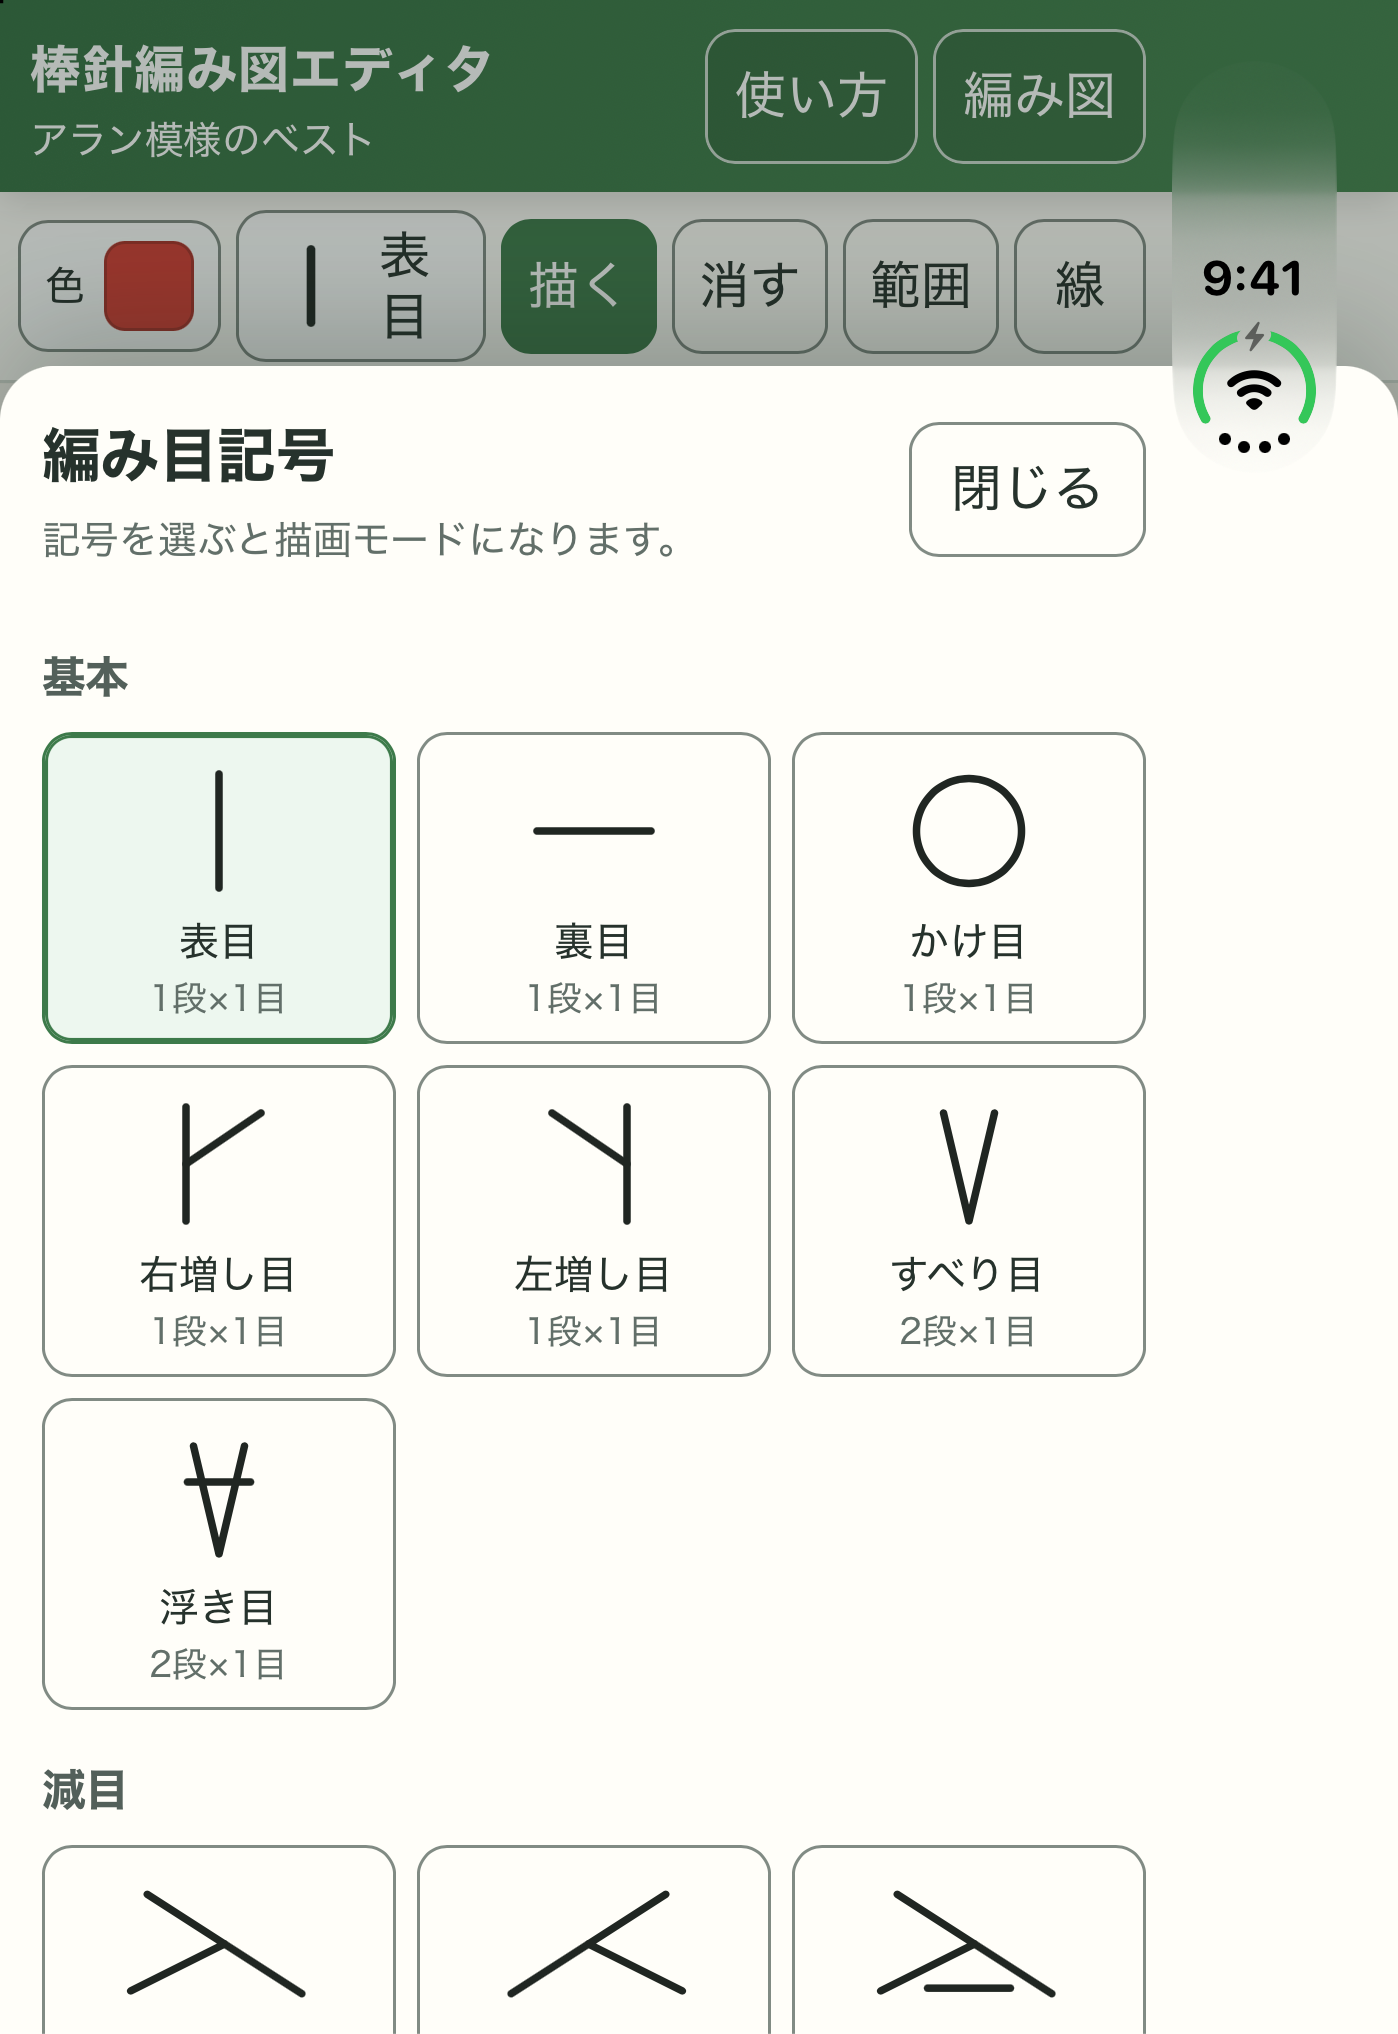 棒針編み図エディタ
アラン模様のベスト
使い方
編み図
9:41
色
表
目
描く
消す
範囲
線
編み目記号
記号を選ぶと描画モードになります。
閉じる
基本
表目
1段×1目
裏目
1段×1目
かけ目
1段×1目
右増し目
1段×1目
左増し目
1段×1目
すべり目
2段×1目
浮き目
2段×1目
減目